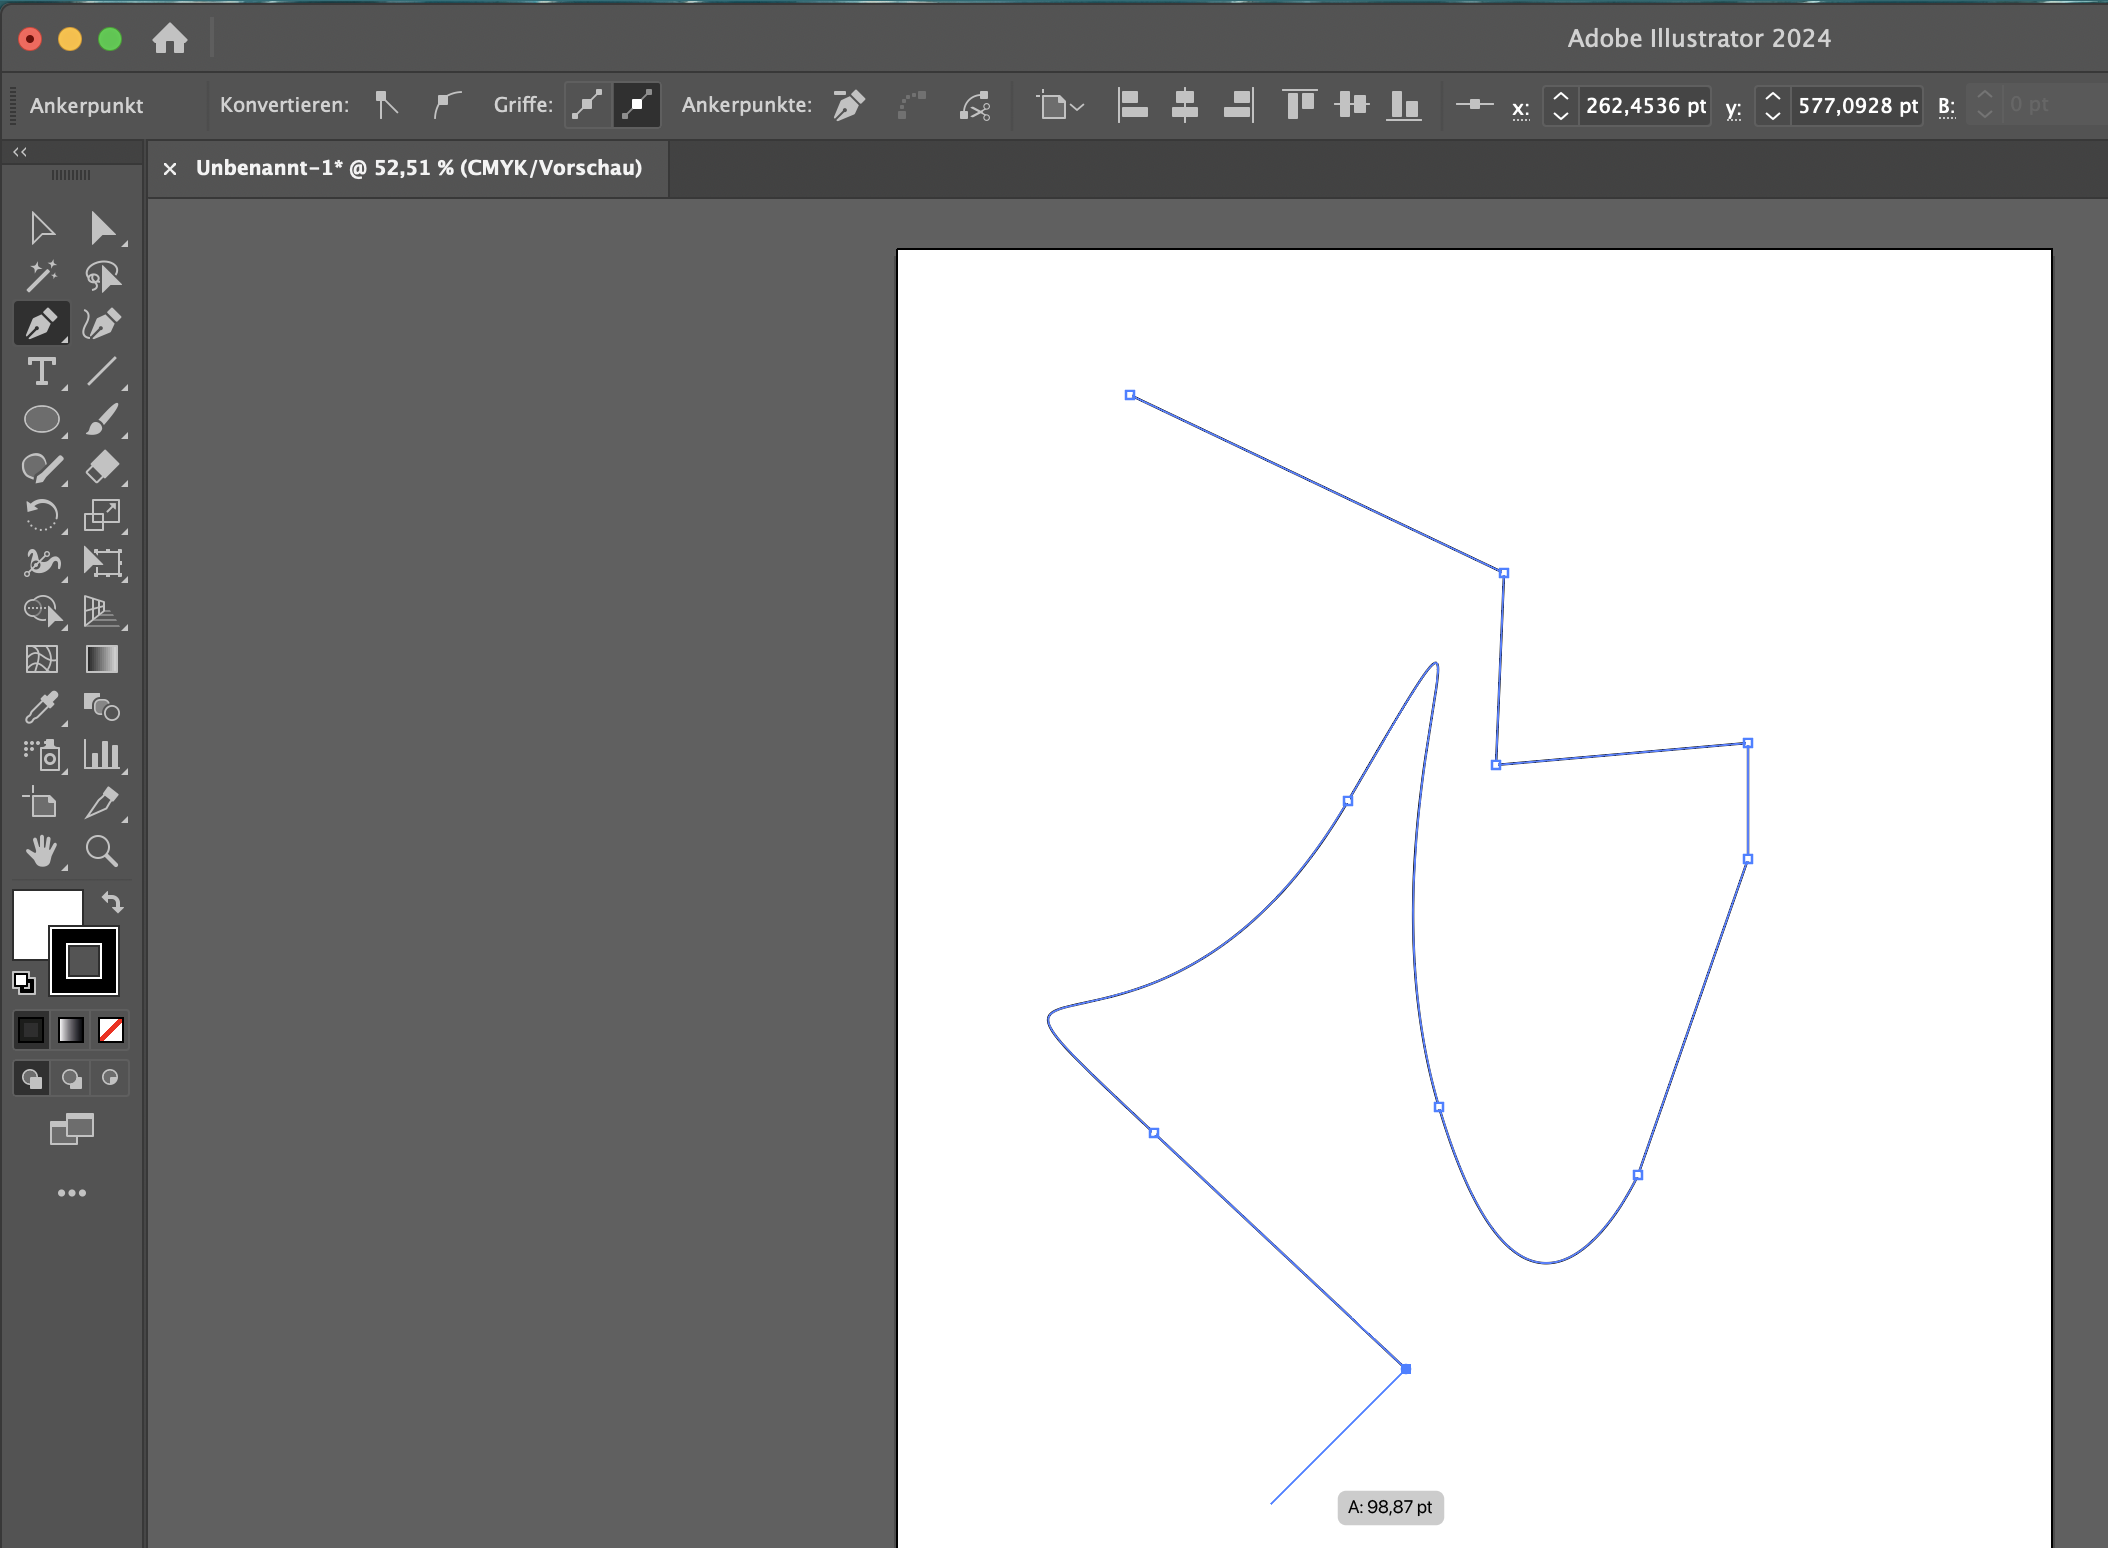 Adobe Illustrator 2024
Ankerpunkt Konvertieren: Griffe: Ankerpunkte: x: 262,4536 pt y: 577,0928 pt B: 0 pt
Unbenannt-1* @ 52,51 % (CMYK/Vorschau)
A: 98,87 pt